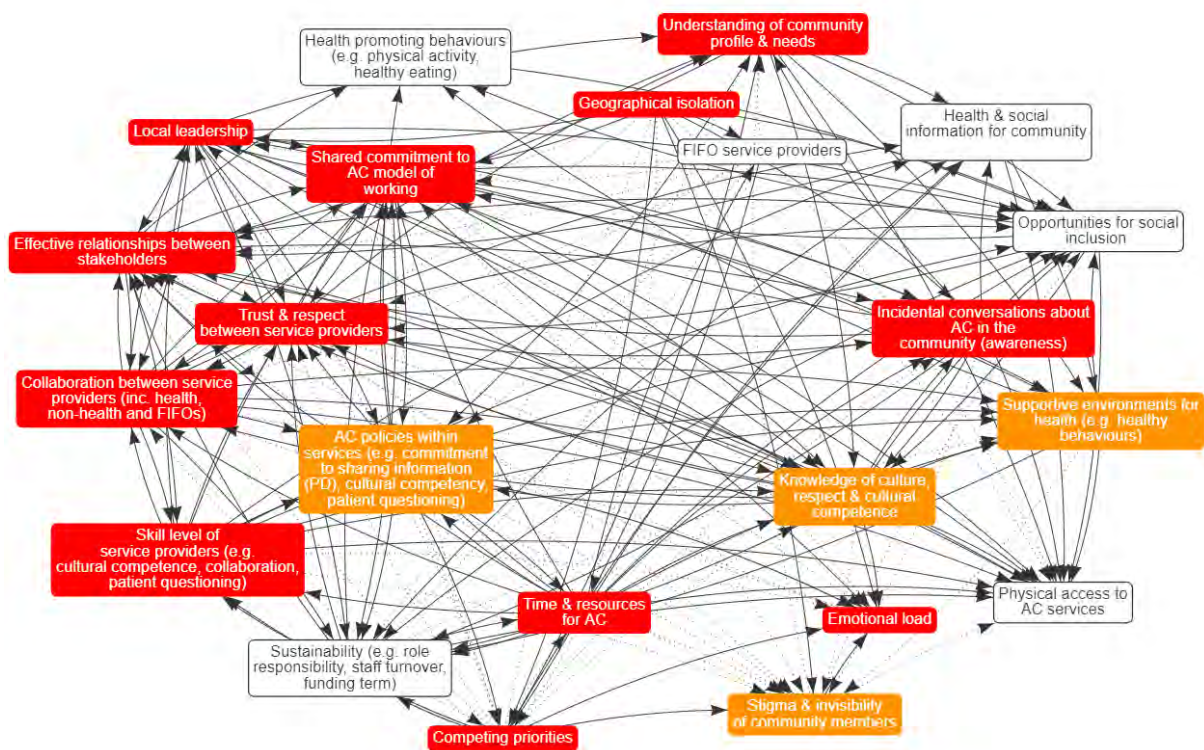 Understanding of community
profile & needs
Health promoting behaviours
(e.g. physical activity,
healthy eating)
Geographical isolation
Health & social
information for community
Local leadership
FIFO service providers
Shared commitment to
AC model of
working
Opportunities for social
inclusion
Effective relationships between
stakeholders
Trust & respect
between service providers
Incidental conversations about
AC in the
community (awareness)
Collaboration between service
providers (inc. health,
non-health and FIFOs)
Supportive environments for
health (e.g. healthy
behaviours)
AC policies within
services (e.g. commitment
to sharing information
(PD), cultural competency,
patient questioning)
Knowledge of culture,
respect & cultural
competence
Skill level of
service providers (e.g.
cultural competence, collaboration,
patient questioning)
Time & resources
for AC
Emotional load
Physical access to
AC services
Sustainability (e.g. role
responsibility, staff turnover,
funding term)
Stigma & invisibility
of community members
Competing priorities